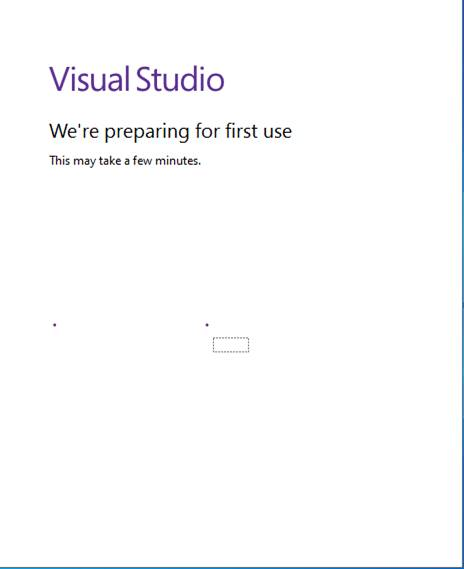 Visual Studio
We're preparing for first use
This may take a few minutes.